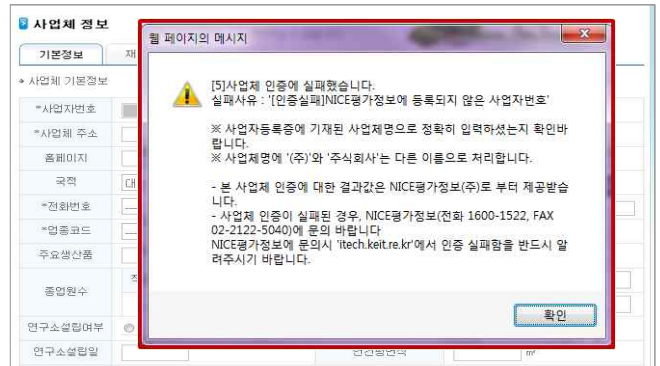 사업체 정보
기본정보
재
사업체 기본정보
*사업자번호
*사업체 주소
홈페이지
국적
대
*전화번호
*업종코드
주요생산품
종업원수
연구소설립여부
연구소설립일
웹 페이지의 메시지
[5]사업체 인증에 실패했습니다.
실패사유 : '[인증실패]NICE평가정보에 등록되지 않은 사업자번호'
※ 사업자등록증에 기재된 사업체명으로 정확히 입력하셨는지 확인바
랍니다.
※ 사업체명에 '(주)'와 '주식회사'는 다른 이름으로 처리합니다.
- 본 사업체 인증에 대한 결과값은 NICE평가정보(주)로 부터 제공받습
니다.
- 사업체 인증이 실패된 경우, NICE평가정보(전화 1600-1522, FAX
02-2122-5040)에 문의 바랍니다
NICE평가정보에 문의시 'itech.keit.re.kr'에서 인증 실패함을 반드시 알
려주시기 바랍니다.
확인
m²